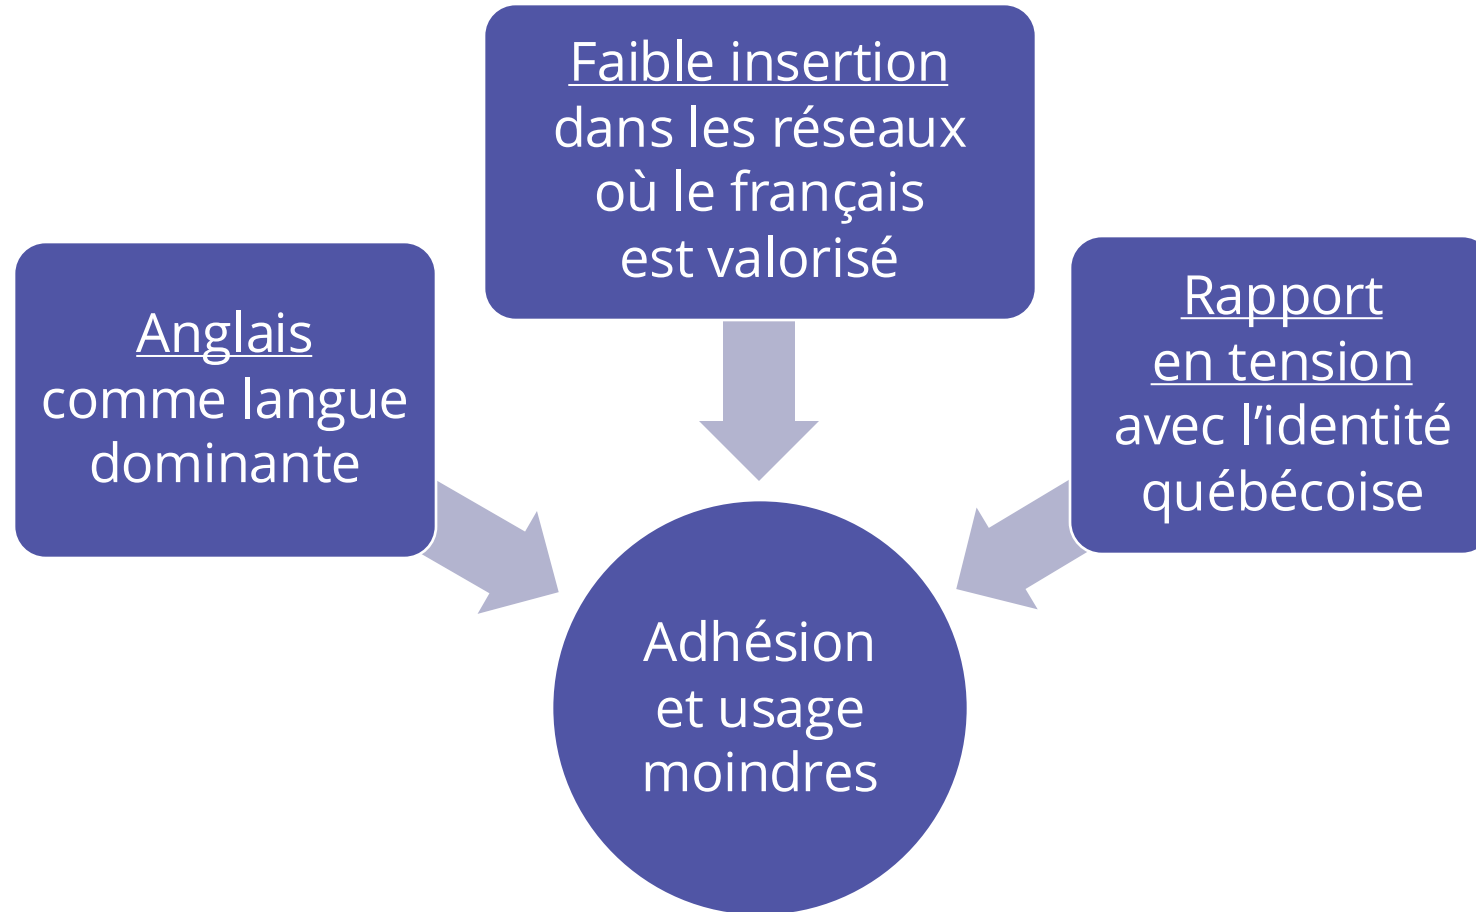 Faible insertion
dans les réseaux
où le français
est valorisé
Anglais
comme langue
dominante
Rapport
en tension
avec l’identité
québécoise
Adhésion
et usage
moindres